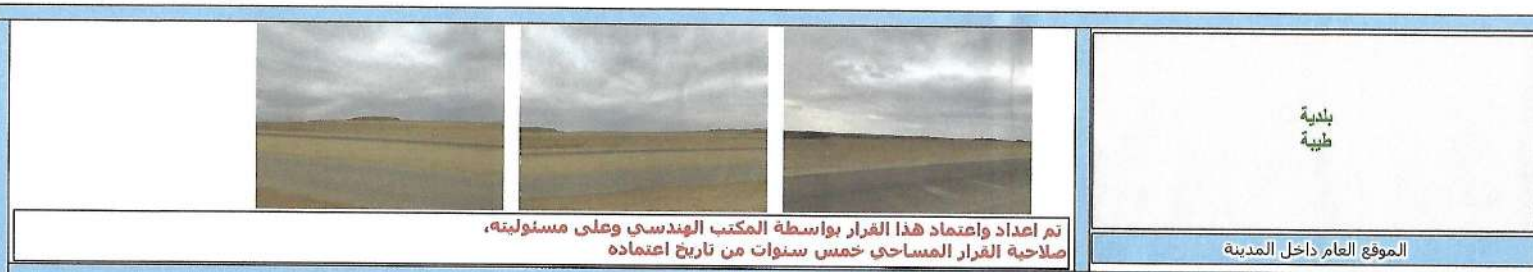 بلدية
طيبة
الموقع العام داخل المدينة
تم اعداد واعتماد هذا القرار بواسطة المكتب الهندسي وعلى مسئوليته،
صلاحية القرار المساحي خمس سنوات من تاريخ اعتماده